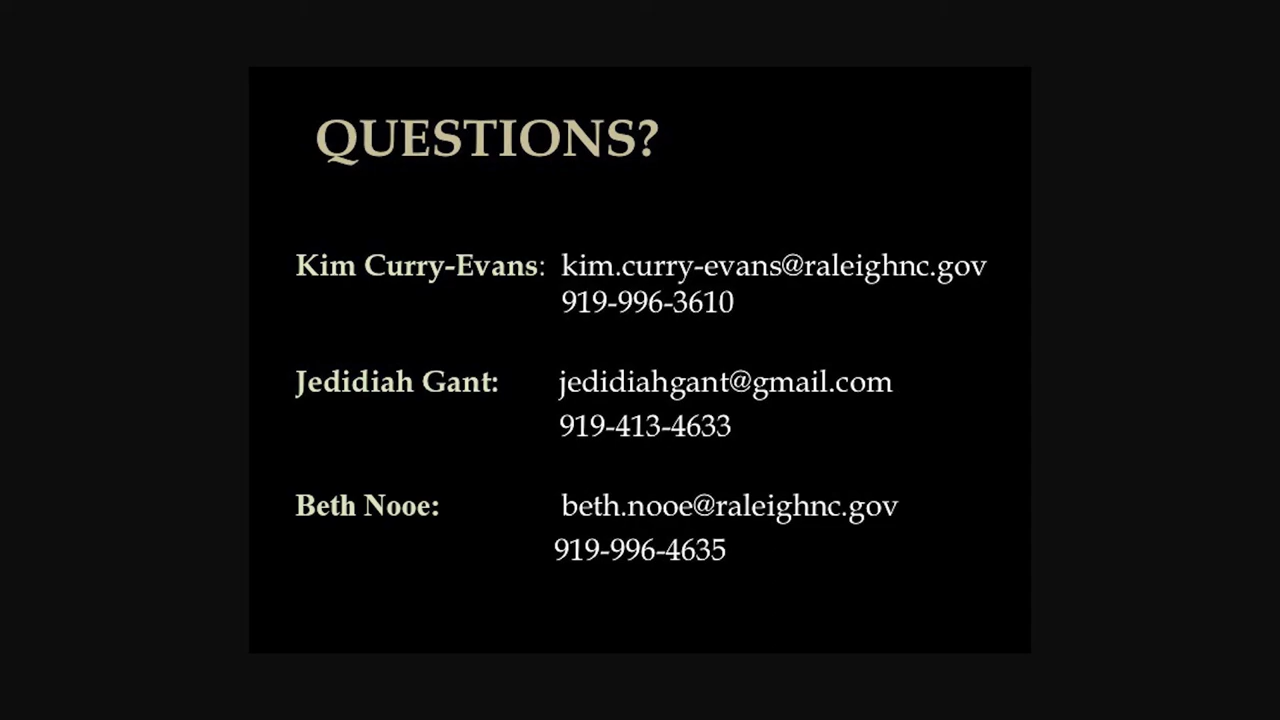 QUESTIONS?
Kim Curry-Evans: kim.curry-evans@raleighnc.gov
919-996-3610
Jedidiah Gant: jedidiahgant@gmail.com
919-413-4633
Beth Nooe: beth.nooe@raleighnc.gov
919-996-4635